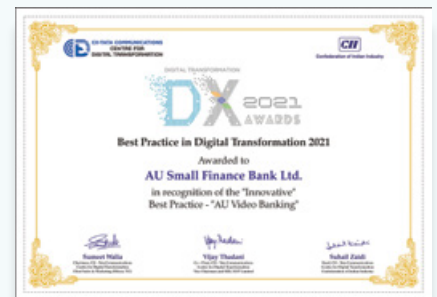 CII-TATA COMMUNICATIONS
CENTRE FOR
DIGITAL TRANSFORMATION
CII
Confederation of Indian Industry
DIGITAL TRANSFORMATION
DX 2021
AWARDS
Best Practice in Digital Transformation 2021
Awarded to
AU Small Finance Bank Ltd.
in recognition of the "Innovative"
Best Practice - "AU Video Banking"
Sumeet Walia
Vijay Thadani
Suhail Zaidi